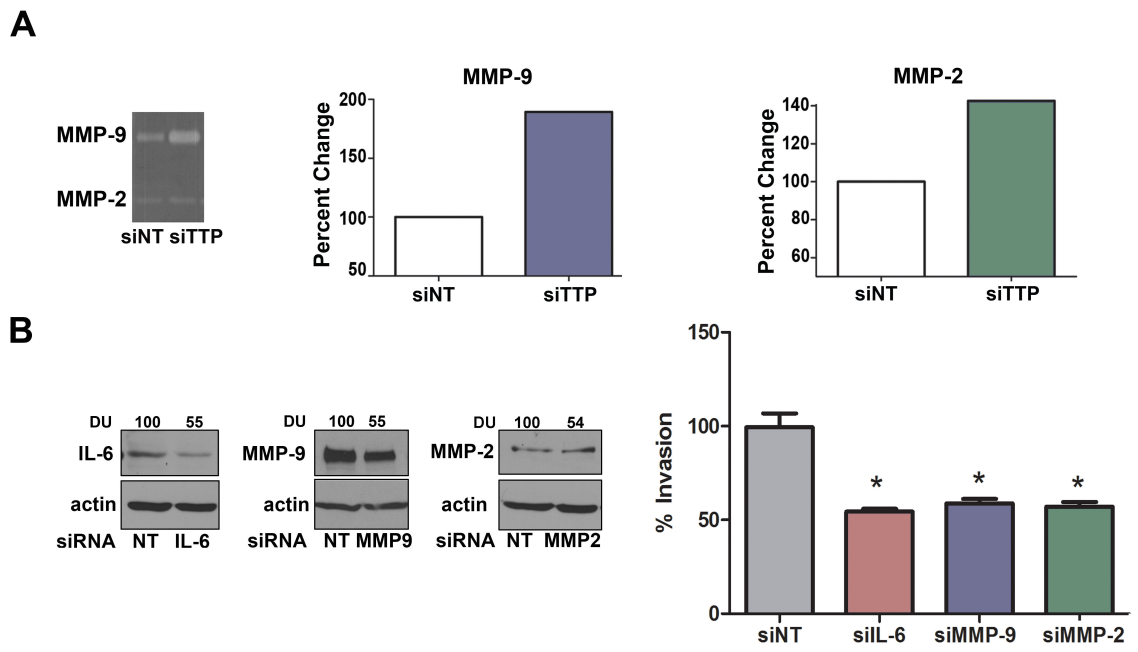 A
MMP-9
MMP-2
siNT siTTP
MMP-9
Percent Change
200
150
100
50
siNT siTTP
MMP-2
Percent Change
140
120
100
80
60
siNT siTTP
B
DU 100 55
IL-6
actin
siRNA NT IL-6
DU 100 55
MMP-9
actin
siRNA NT MMP9
DU 100 54
MMP-2
actin
siRNA NT MMP2
% Invasion
150
100
50
0
* * *
siNT siIL-6 siMMP-9 siMMP-2